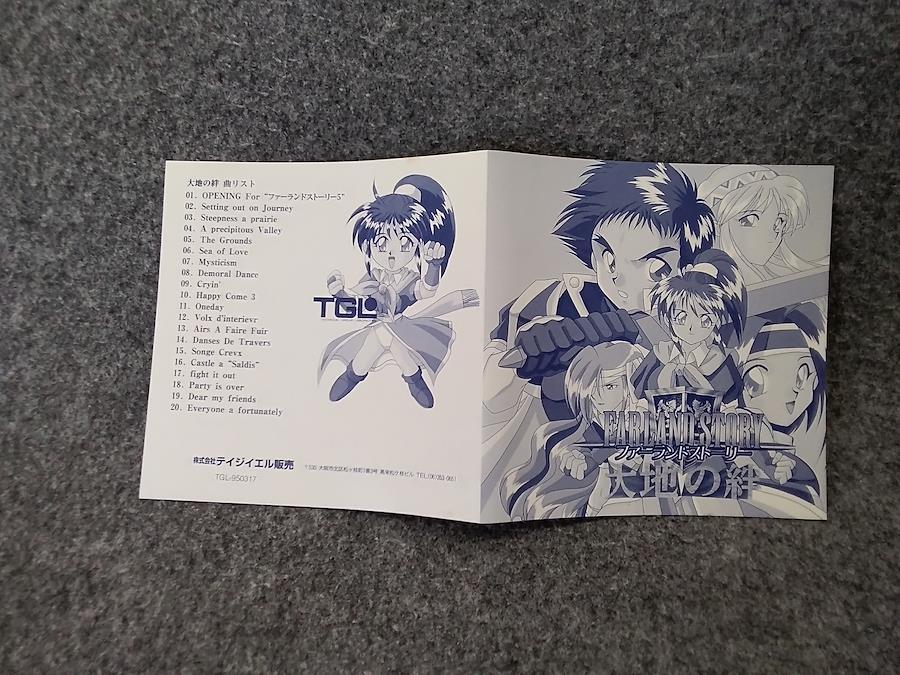 大地の絆 曲リスト
01. OPENING For "ファーランドストーリー5"
02. Setting out on Journey
03. Steepness a prairie
04. A precipitous Valley
05. The Grounds
06. Sea of Love
07. Mysticism
08. Demoral Dance
09. Cryin'
10. Happy Come 3
11. Oneday
12. Volx d'interievr
13. Airs A Faire Fuir
14. Danses De Travers
15. Songe Crevx
16. Castle a "Saldis"
17. fight it out
18. Party is over
19. Dear my friends
20. Everyone a fortunately
TGL
株式会社テイジイエル販売
TGL-950317
FARLAND STORY
ファーランドストーリー
大地の絆